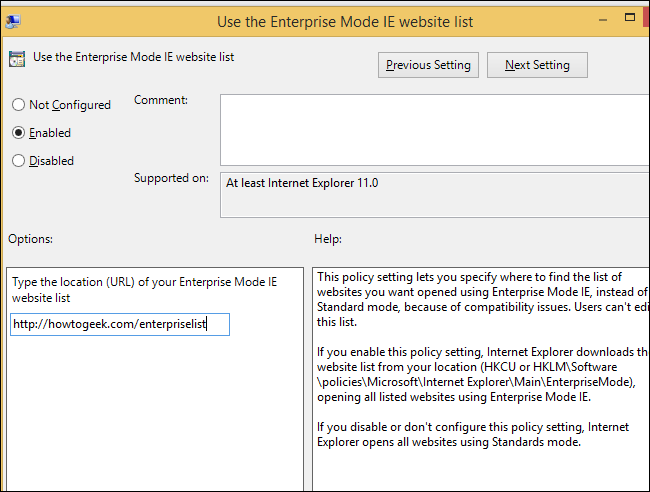 Use the Enterprise Mode IE website list
Use the Enterprise Mode IE website list
Previous Setting
Next Setting
Not Configured
Enabled
Disabled
Comment:
Supported on:
At least Internet Explorer 11.0
Options:
Help:
Type the location (URL) of your Enterprise Mode IE
website list
http://howtogeek.com/enterpriselist
This policy setting lets you specify where to find the list of
websites you want opened using Enterprise Mode IE, instead of
Standard mode, because of compatibility issues. Users can't edi
this list.
If you enable this policy setting, Internet Explorer downloads th
website list from your location (HKCU or HKLM\Software
\policies\Microsoft\Internet Explorer\Main\EnterpriseMode),
opening all listed websites using Enterprise Mode IE.
If you disable or don't configure this policy setting, Internet
Explorer opens all websites using Standards mode.